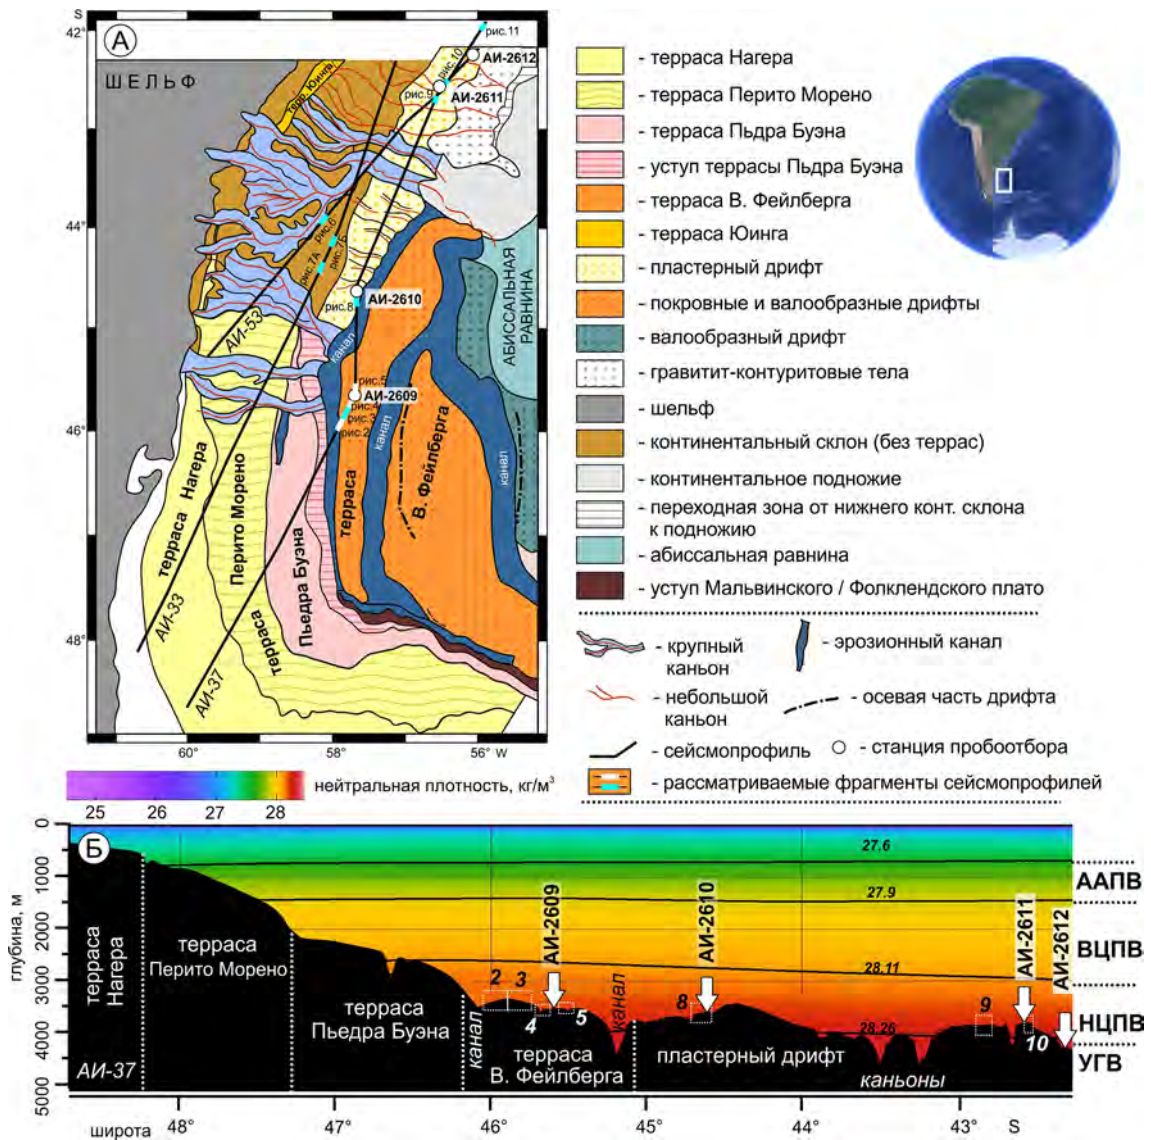 S
42°
А
ШЕЛЬФ
терр. Юинга
рис.11
рис.10
АИ-2612
рис.9
АИ-2611
44°
рис.6
рис.7Б
рис.7А
рис.8
АИ-2610
АБИССАЛЬНАЯ
РАВНИНА
АИ-53
канал
рис.5
АИ-2609
рис.4
рис.3
рис.2
46°
канал
канал
терраса Нагера
Перито Морено
терраса
Пьедра Буэна
терраса
В. Фейлберга
АИ-33
АИ-37
48°
60°
58°
56° W
- терраса Нагера
- терраса Перито Морено
- терраса Пьдра Буэна
- уступ террасы Пьдра Буэна
- терраса В. Фейлберга
- терраса Юинга
- пластерный дрифт
- покровные и валообразные дрифты
- валообразный дрифт
- гравитит-контуритовые тела
- шельф
- континентальный склон (без террас)
- континентальное подножие
- переходная зона от нижнего конт. склона
к подножию
- абиссальная равнина
- уступ Мальвинского / Фолклендского плато
- крупный
каньон
- эрозионный канал
- небольшой
каньон
- осевая часть дрифта
- сейсмопрофиль
- станция пробоотбора
- рассматриваемые фрагменты сейсмопрофилей
нейтральная плотность, кг/м³
25
26
27
28
Б
глубина, м
0
1000
2000
3000
4000
5000
27.6
27.9
28.11
28.26
ААПВ
ВЦПВ
НЦПВ
УГВ
АИ-2609
АИ-2610
АИ-2611
АИ-2612
терраса
Нагера
терраса
Перито Морено
терраса
Пьедра Буэна
канал
терраса
В. Фейлберга
канал
пластерный дрифт
каньоны
2
3
4
5
8
9
10
АИ-37
широта
48°
47°
46°
45°
44°
43°
S